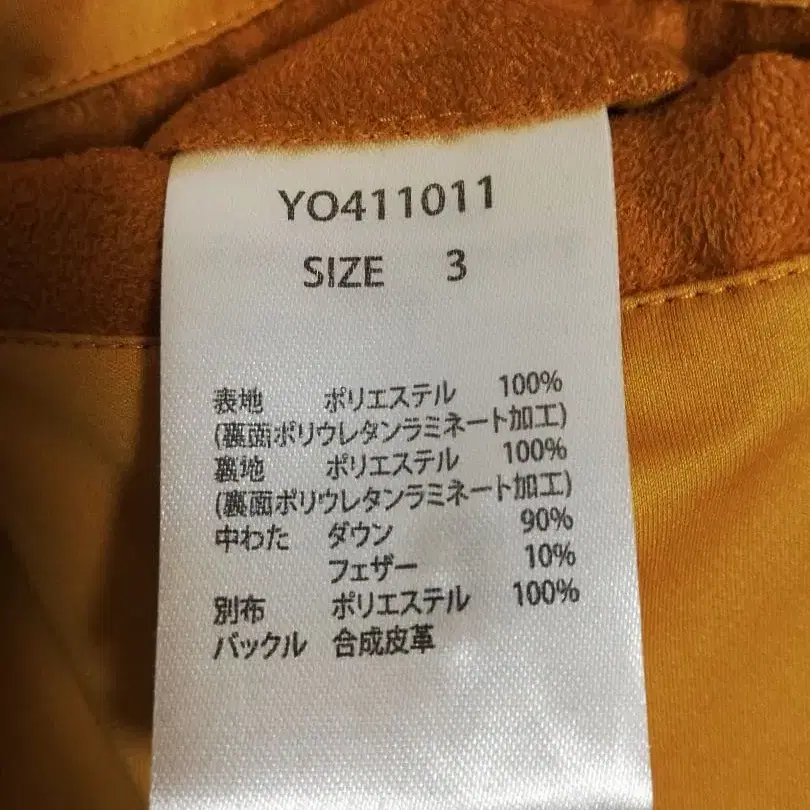 YO411011
SIZE 3
表地 ポリエステル 100%
(裏面ポリウレタンラミネート加工)
裏地 ポリエステル 100%
(裏面ポリウレタンラミネート加工)
中わた ダウン 90%
フェザー 10%
別布 ポリエステル 100%
バックル 合成皮革